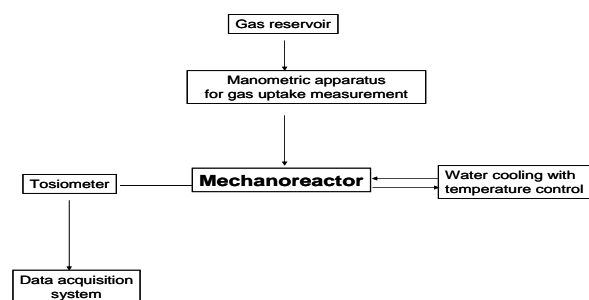 Gas reservoir
Manometric apparatus
for gas uptake measurement
Mechanoreactor
Water cooling with
temperature control
Tosiometer
Data acquisition
system